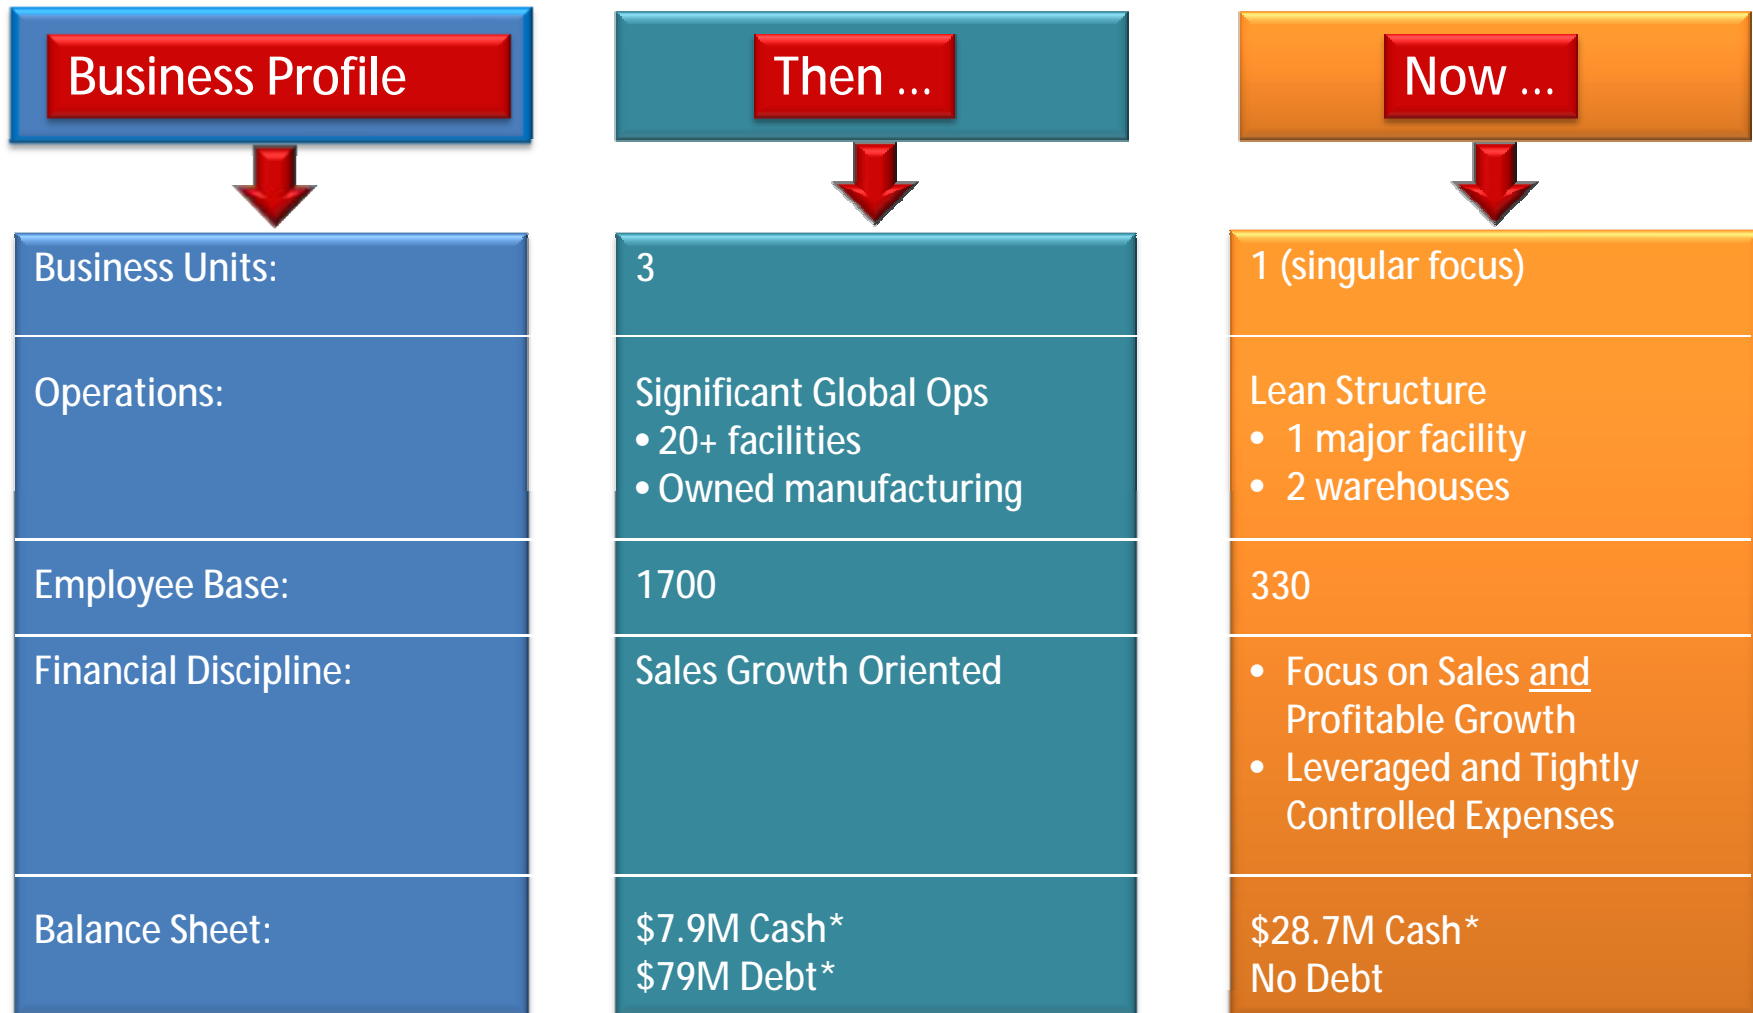 Business Profile
Then ...
Now ...
Business Units:
3
1 (singular focus)
Operations:
Significant Global Ops
• 20+ facilities
• Owned manufacturing
Lean Structure
• 1 major facility
• 2 warehouses
Employee Base:
1700
330
Financial Discipline:
Sales Growth Oriented
• Focus on Sales and
Profitable Growth
• Leveraged and Tightly
Controlled Expenses
Balance Sheet:
$7.9M Cash*
$79M Debt*
$28.7M Cash*
No Debt